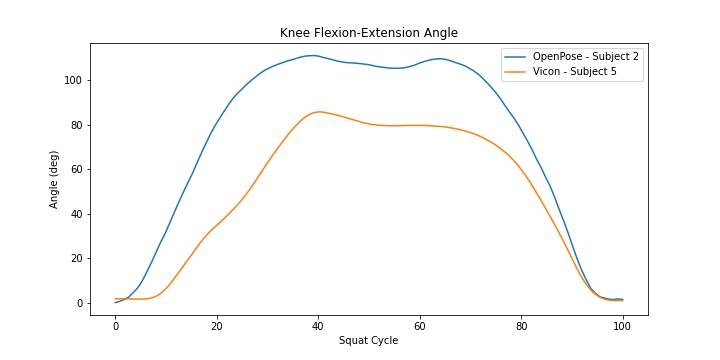 Knee Flexion-Extension Angle
OpenPose - Subject 2
Vicon - Subject 5
Angle (deg)
100
80
60
40
20
0
0 20 40 60 80 100
Squat Cycle